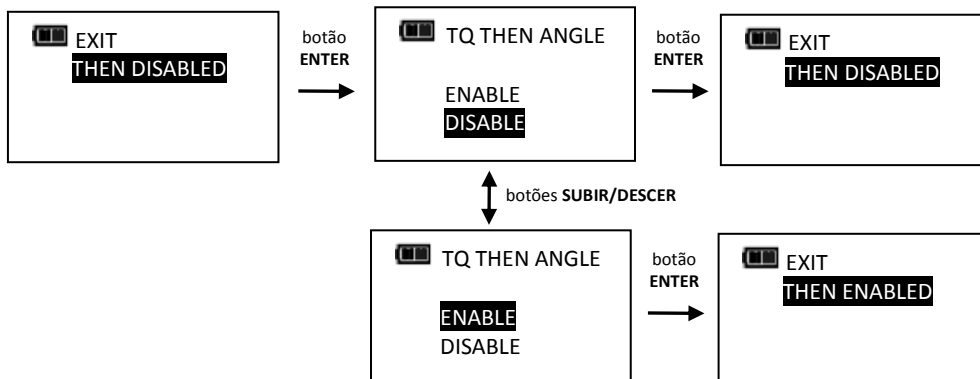 EXIT
THEN DISABLED
botão
ENTER
TQ THEN ANGLE
ENABLE
DISABLE
botão
ENTER
EXIT
THEN DISABLED
botões SUBIR/DESCER
TQ THEN ANGLE
ENABLE
DISABLE
botão
ENTER
EXIT
THEN ENABLED